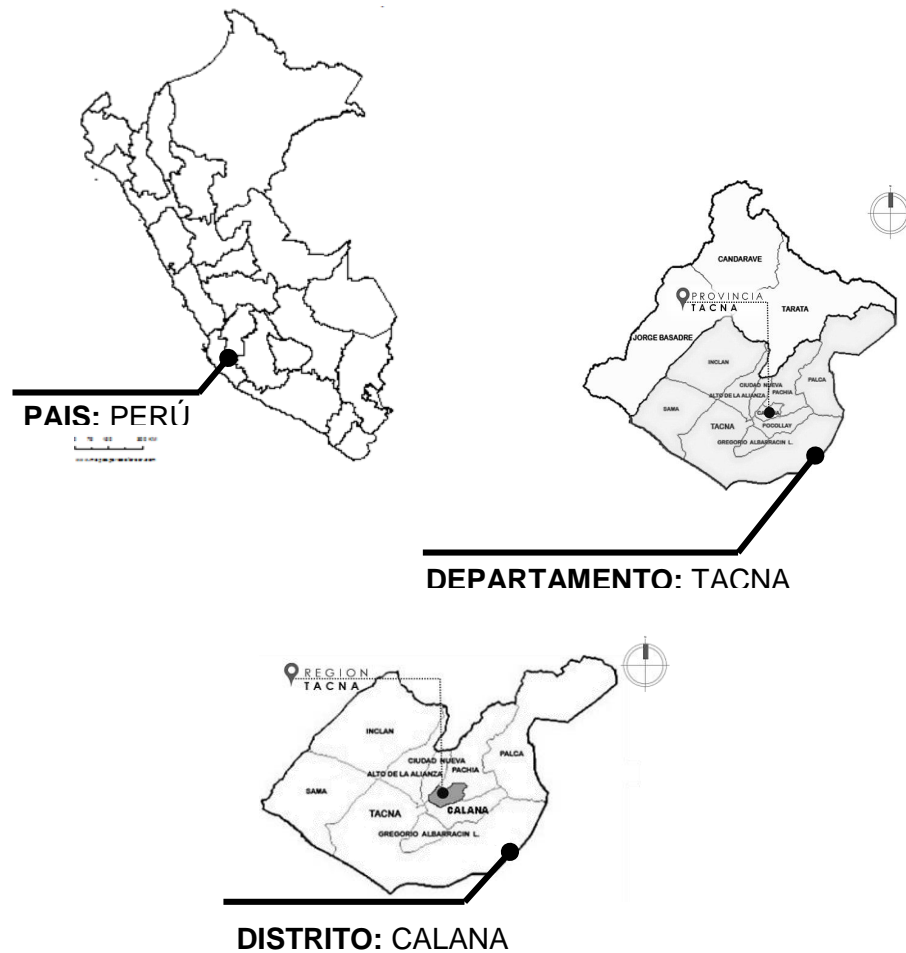 PAIS: PERÚ
CANDARAVE
PROVINCIA
TACNA
TARATA
JORGE BASADRE
INCLAN
PALCA
CIUDAD NUEVA
ALTO DE LA ALIANZA
PACHIA
SAMA
TACNA
POCOLLAY
GREGORIO ALBARRACIN L.
DEPARTAMENTO: TACNA
REGION
TACNA
INCLAN
PALCA
CIUDAD NUEVA
ALTO DE LA ALIANZA
PACHIA
SAMA
TACNA
CALANA
GREGORIO ALBARRACIN L.
DISTRITO: CALANA